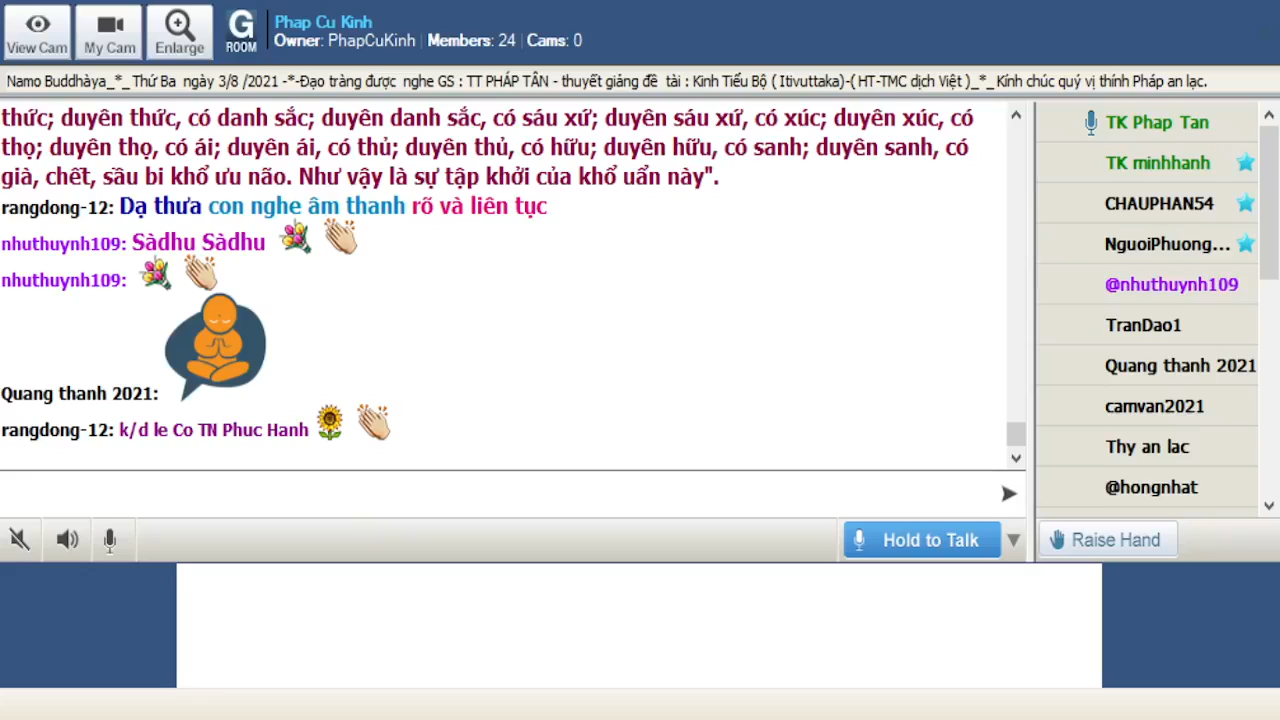 View Cam
My Cam
Enlarge
G
ROOM
Phap Cu Kinh
Owner: PhapCuKinh | Members: 24 | Cams: 0
Namo Buddhàya_*_Thứ Ba ngày 3/8 /2021 -*-Đạo tràng được nghe GS : TT PHÁP TÂN - thuyết giảng đề tài : Kinh Tiểu Bộ ( Itivuttaka)-( HT-TMC dịch Việt )_*_Kính chúc quý vị thính Pháp an lạc.
thức; duyên thức, có danh sắc; duyên danh sắc, có sáu xứ; duyên sáu xứ, có xúc; duyên xúc, có
thọ; duyên thọ, có ái; duyên ái, có thủ; duyên thủ, có hữu; duyên hữu, có sanh; duyên sanh, có
già, chết, sầu bi khổ ưu não. Như vậy là sự tập khởi của khổ uẩn này".
rangdong-12: Dạ thưa con nghe âm thanh rõ và liên tục
nhuthuynh109: Sàdhu Sàdhu
nhuthuynh109:
Quang thanh 2021:
rangdong-12: k/d le Co TN Phuc Hanh
TK Phap Tan
TK minhhanh
CHAUPHAN54
NguoiPhuong...
@nhuthuynh109
TranDao1
Quang thanh 2021
camvan2021
Thy an lac
@hongnhat
Hold to Talk
Raise Hand